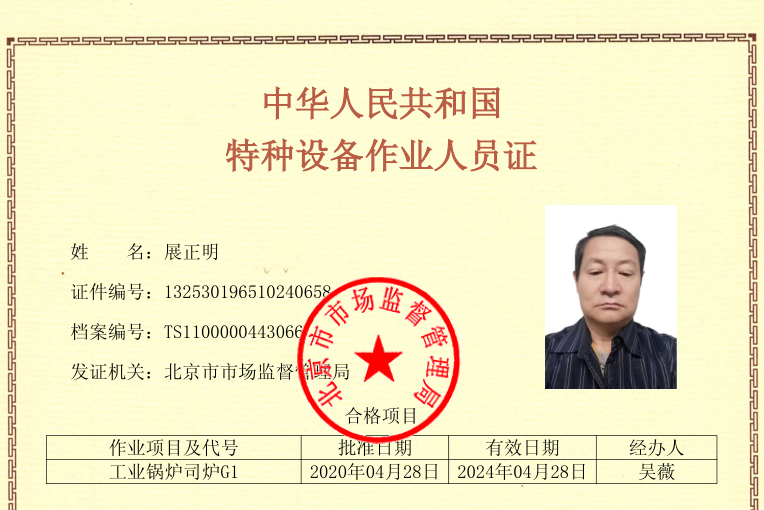 中华人民共和国
特种设备作业人员证
姓　　名：展正明
证件编号：132530196510240658
档案编号：TS1100000443066
发证机关：北京市市场监督管理局
北京市市场监督管理局
合格项目
作业项目及代号 批准日期 有效日期 经办人
工业锅炉司炉G1 2020年04月28日 2024年04月28日 吴薇